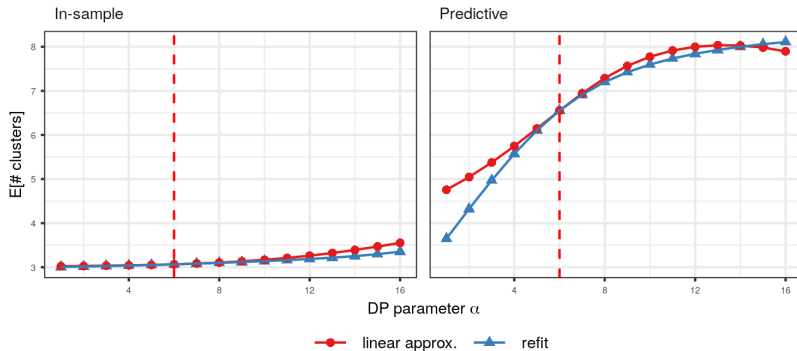 In-sample
Predictive
E[# clusters]
8
7
6
5
4
3
4
8
12
16
4
8
12
16
DP parameter α
linear approx.
refit